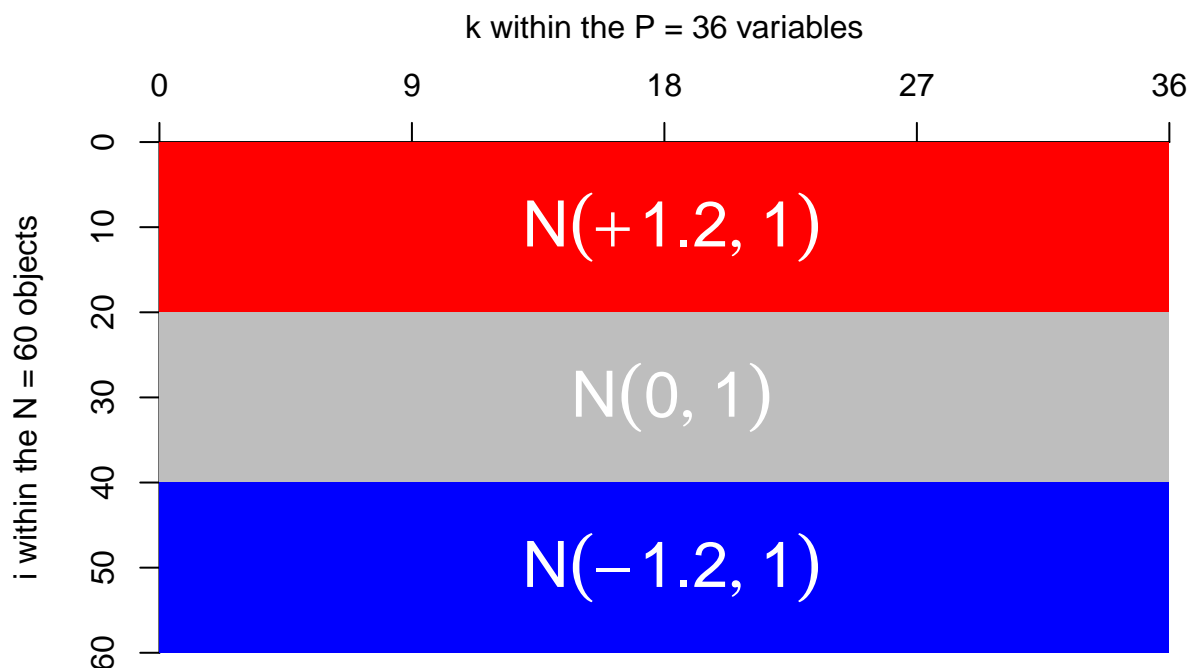 k within the P = 36 variables
0 9 18 27 36
i within the N = 60 objects
0
10
20
30
40
50
60
N(+1.2, 1)
N(0, 1)
N(−1.2, 1)